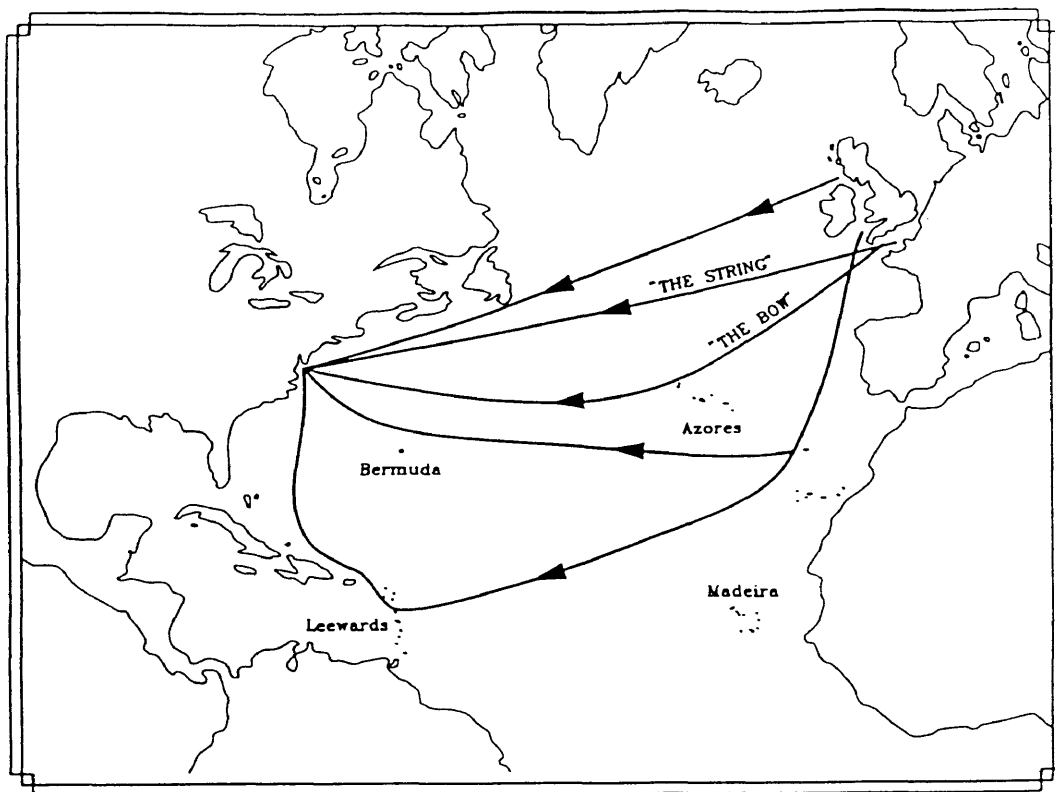 "THE STRING"
"THE BOW"
Azores
Bermuda
Madeira
Leewards